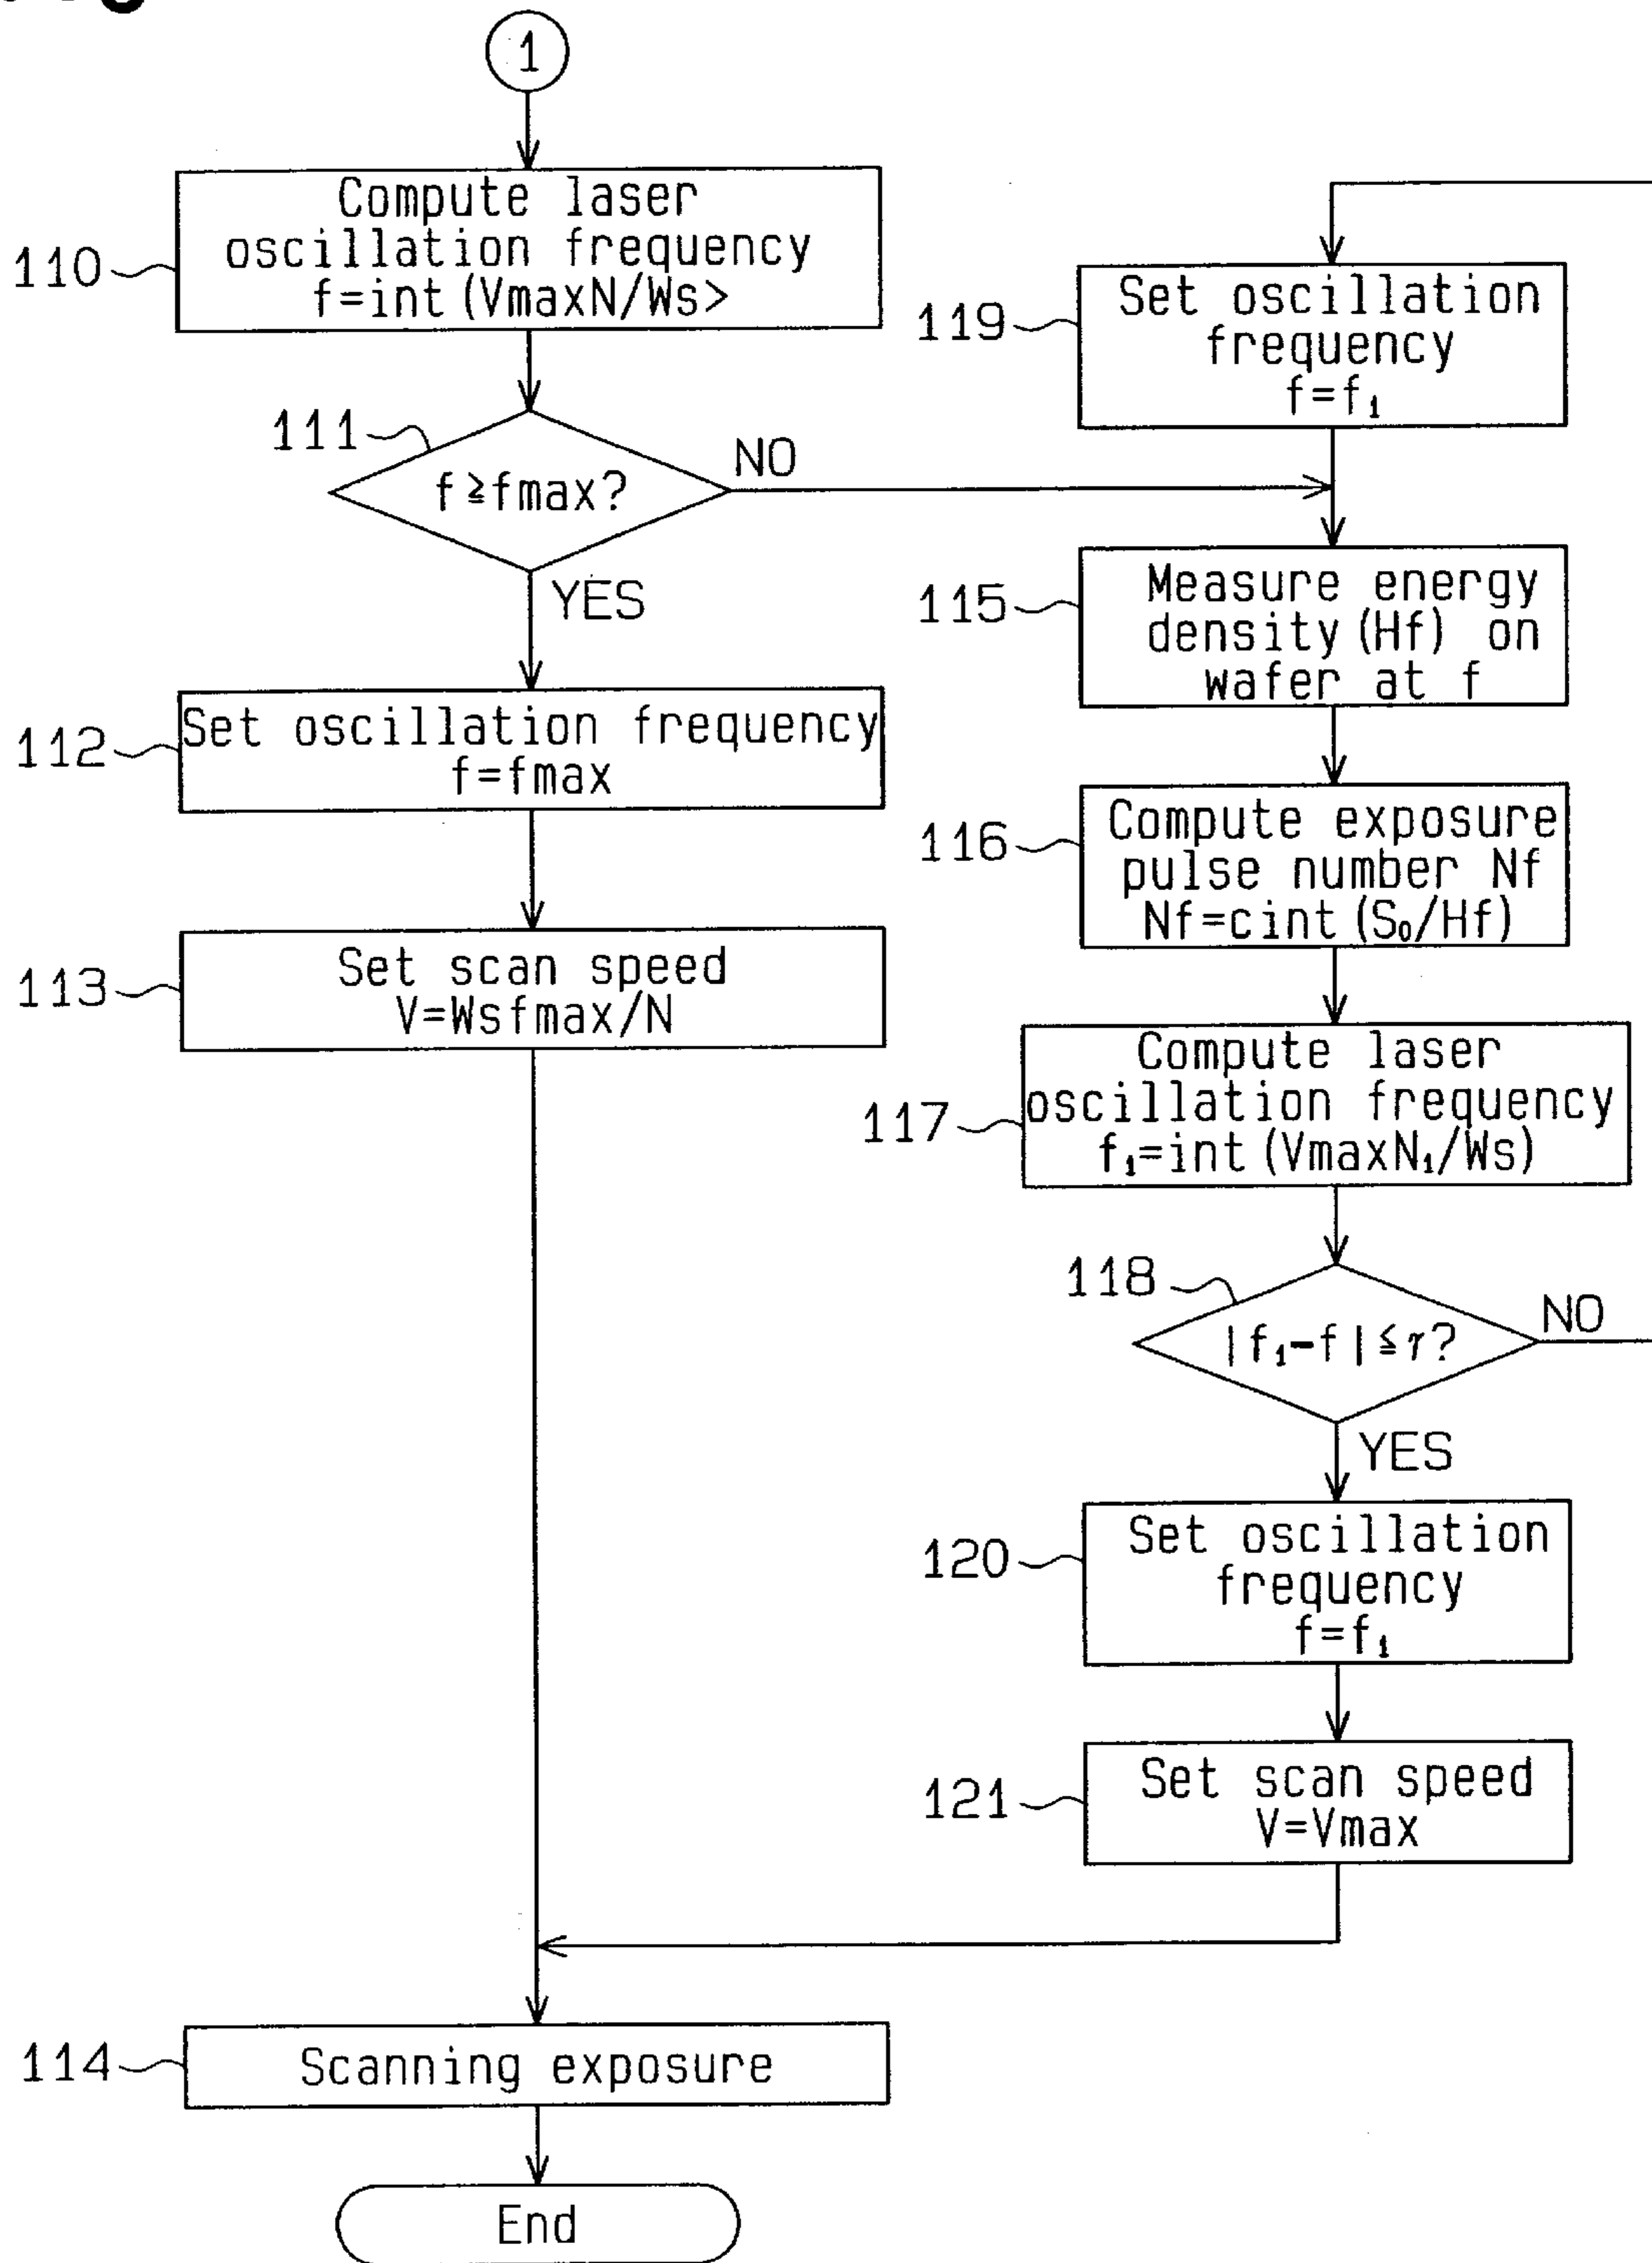 1
110
Compute laser
oscillation frequency
f=int (VmaxN/Ws>
111
f≧fmax?
NO
YES
112
Set oscillation frequency
f=fmax
113
Set scan speed
V=Wsfmax/N
119
Set oscillation
frequency
f=f₁
115
Measure energy
density (Hf) on
wafer at f
116
Compute exposure
pulse number Nf
Nf=cint (S₀/Hf)
117
Compute laser
oscillation frequency
f₁=int (VmaxN₁/Ws)
118
|f₁-f|≦γ?
NO
YES
120
Set oscillation
frequency
f=f₁
121
Set scan speed
V=Vmax
114
Scanning exposure
End